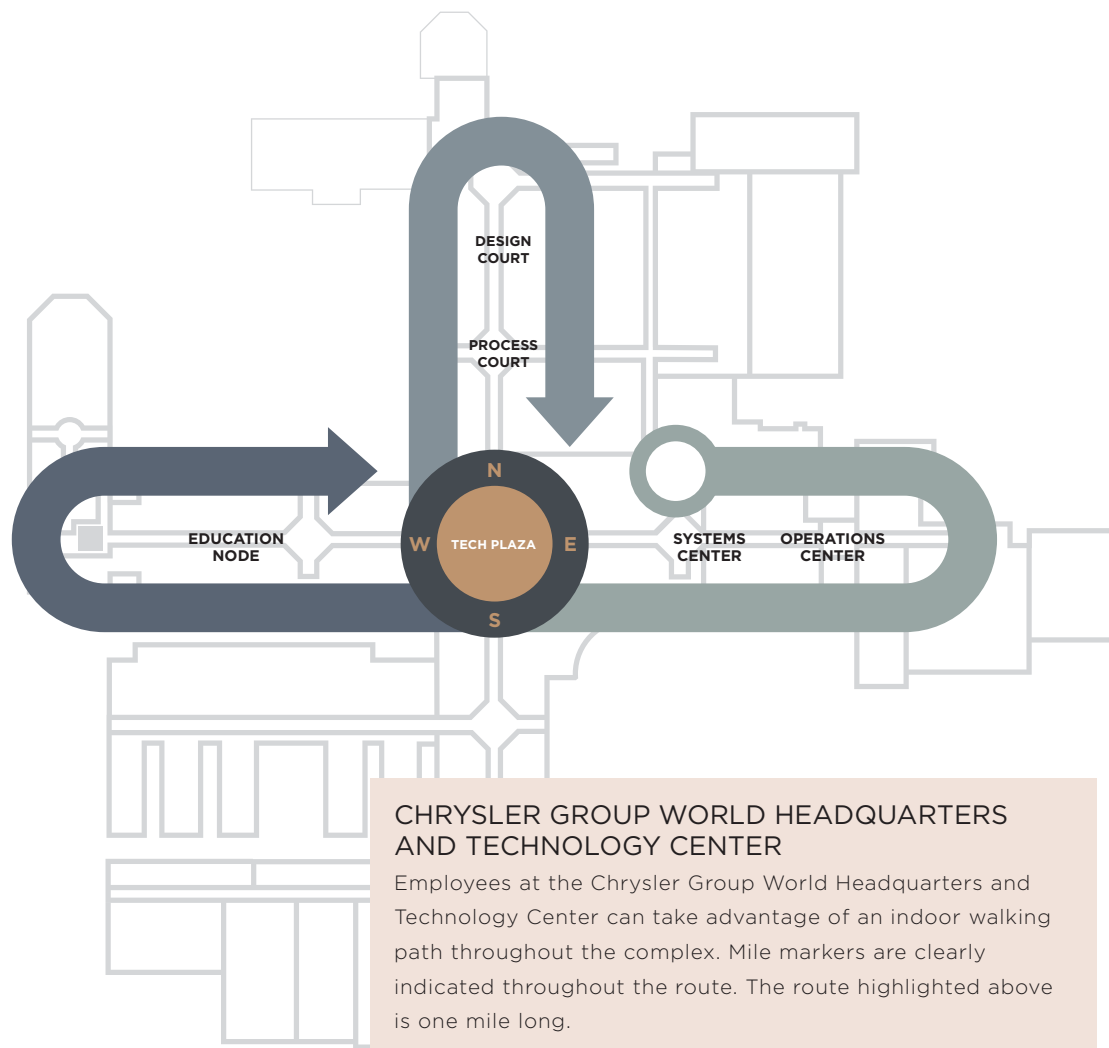 DESIGN
COURT
PROCESS
COURT
N
W
TECH PLAZA
E
S
EDUCATION
NODE
SYSTEMS
CENTER
OPERATIONS
CENTER
CHRYSLER GROUP WORLD HEADQUARTERS
AND TECHNOLOGY CENTER
Employees at the Chrysler Group World Headquarters and
Technology Center can take advantage of an indoor walking
path throughout the complex. Mile markers are clearly
indicated throughout the route. The route highlighted above
is one mile long.